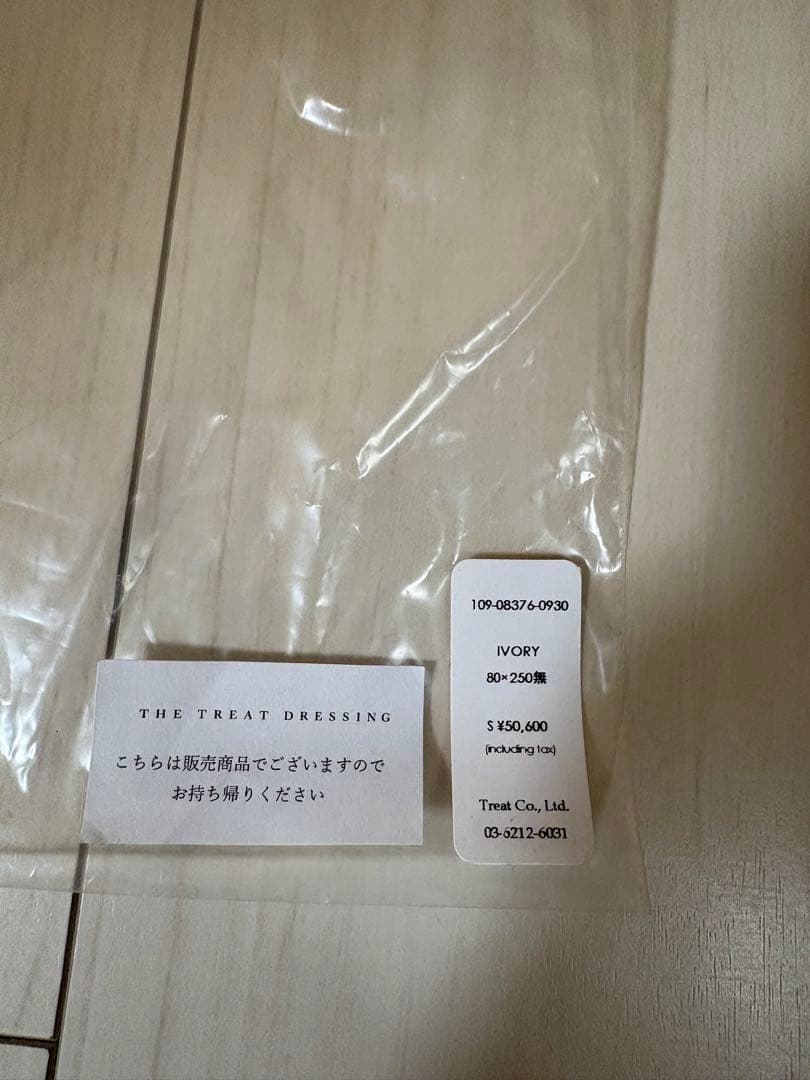 THE TREAT DRESSING
こちらは販売商品でございますので
お持ち帰りください
109-08376-0930
IVORY
80×250無
S ¥50,600
(including tax)
Treat Co., Ltd.
03-6212-6031